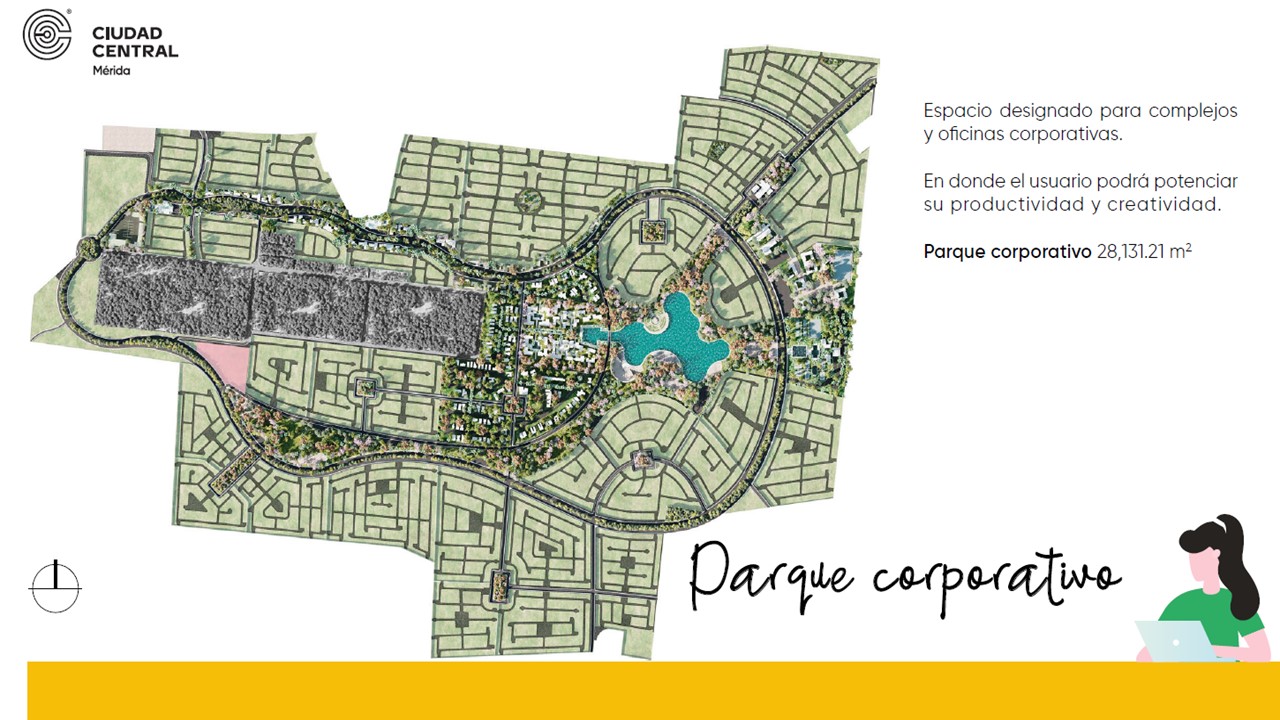 CIUDAD
CENTRAL
Mérida
Espacio designado para complejos
y oficinas corporativas.
En donde el usuario podrá potenciar
su productividad y creatividad.
Parque corporativo 28,131.21 m²
Parque corporativo